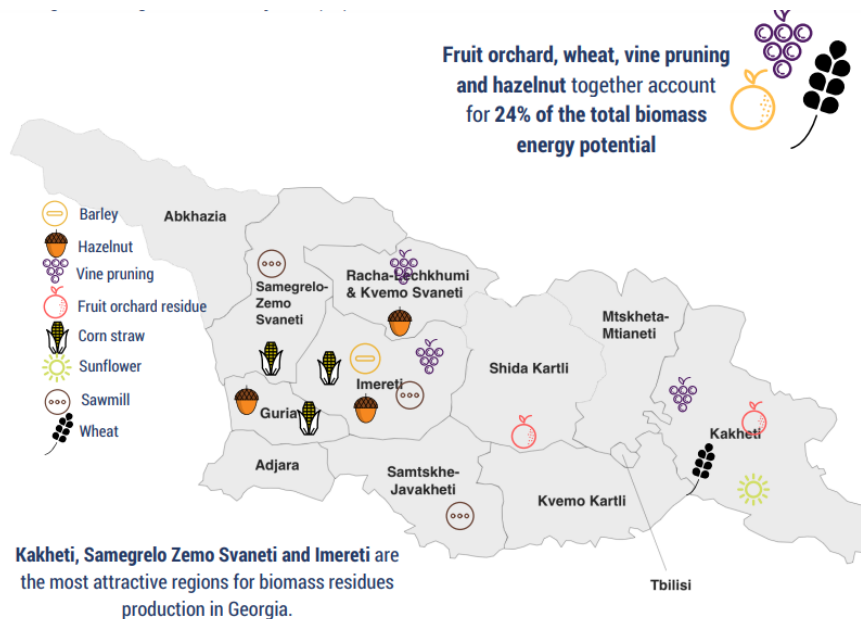 Fruit orchard, wheat, vine pruning
and hazelnut together account
for 24% of the total biomass
energy potential
Abkhazia
Barley
Hazelnut
Vine pruning
Fruit orchard residue
Corn straw
Sunflower
Sawmill
Wheat
Samegrelo-
Zemo
Svaneti
Racha-Lechkhumi
& Kvemo Svaneti
Mtskheta-
Mtianeti
Shida Kartli
Imereti
Guria
Kakheti
Adjara
Samtskhe-
Javakheti
Kvemo Kartli
Tbilisi
Kakheti, Samegrelo Zemo Svaneti and Imereti are
the most attractive regions for biomass residues
production in Georgia.